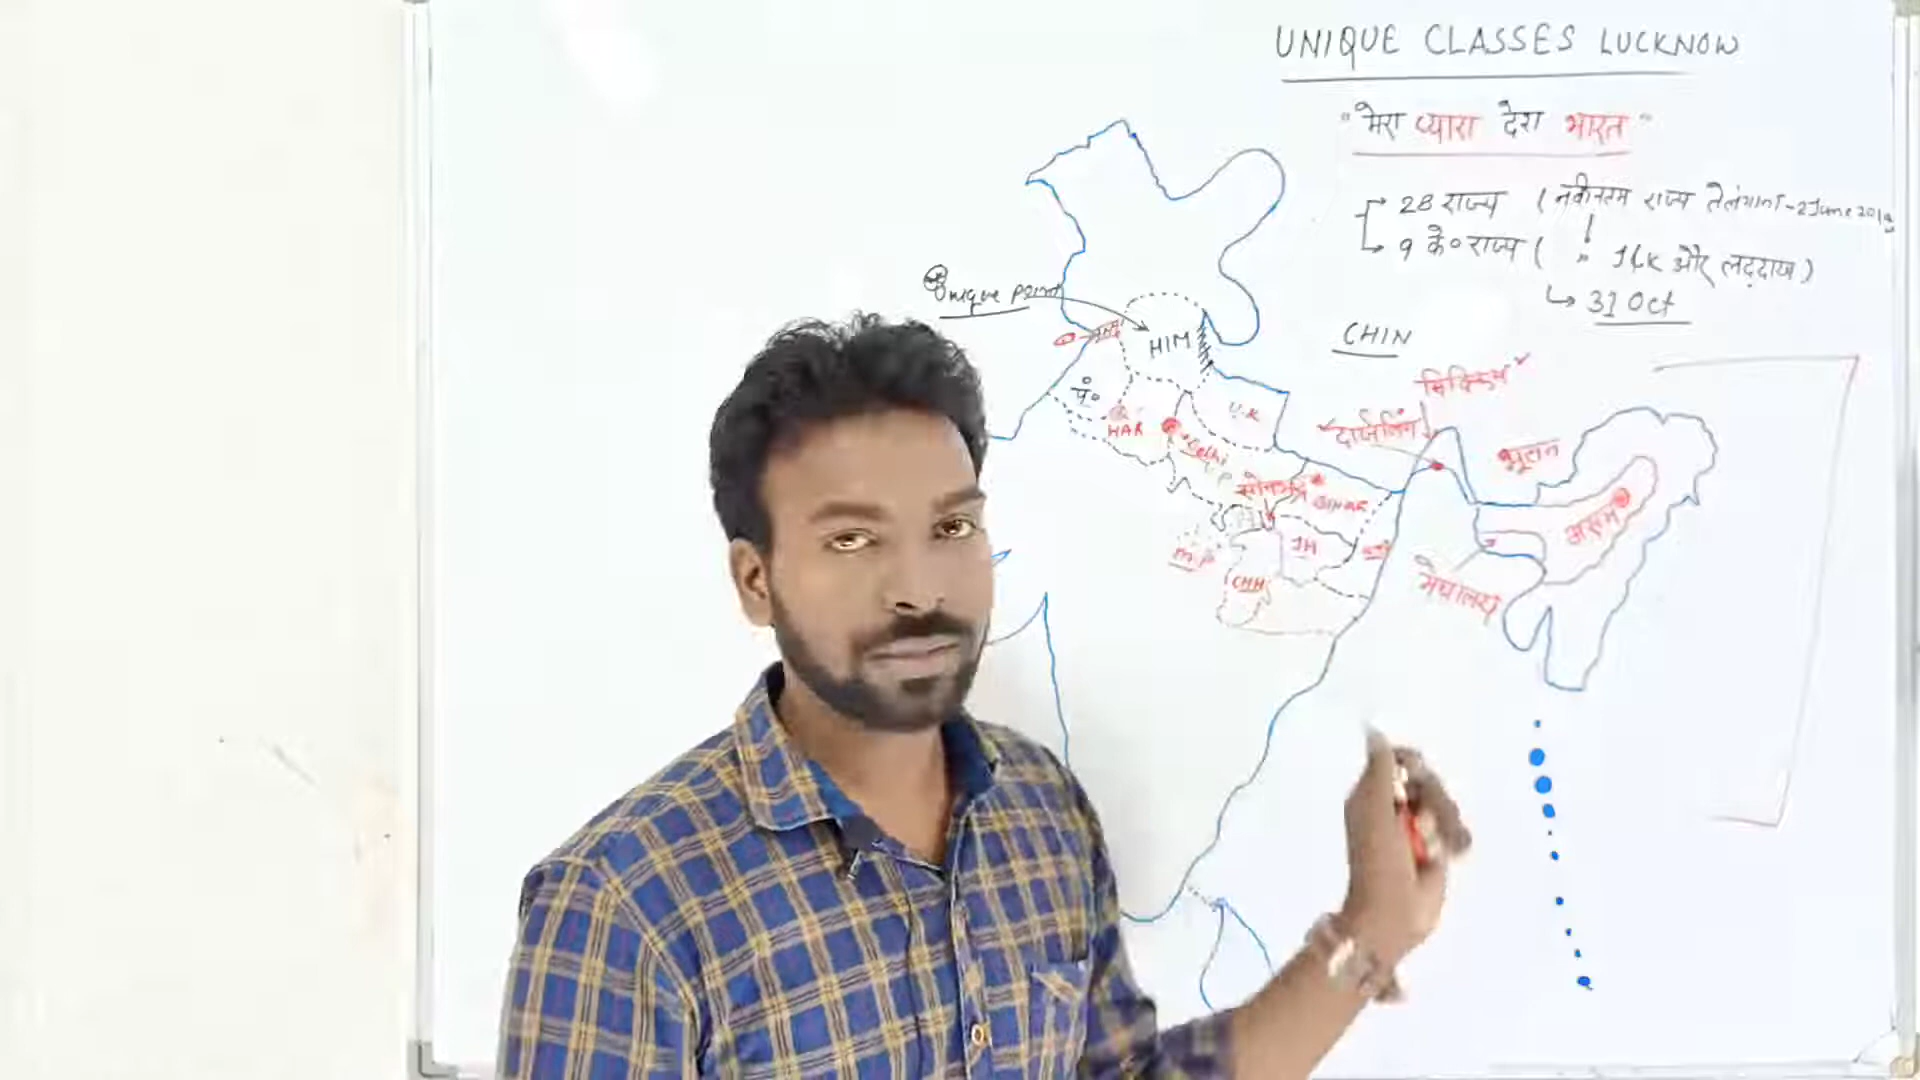 UNIQUE CLASSES LUCKNOW
"मेरा प्यारा देश भारत"
28 राज्य ( नवीनतम राज्य तेलंगाना - 2 June 2014
9 के० राज्य ( " J&K और लद्दाख )
31 Oct
Unique Point
CHIN
HIM
सिक्किम
पं०
U.K
दार्जिलिंग
HAR
Delhi
भूटान
सोनभद्र
BIHAR
असम
M.P
JH
CHH
मेघालय